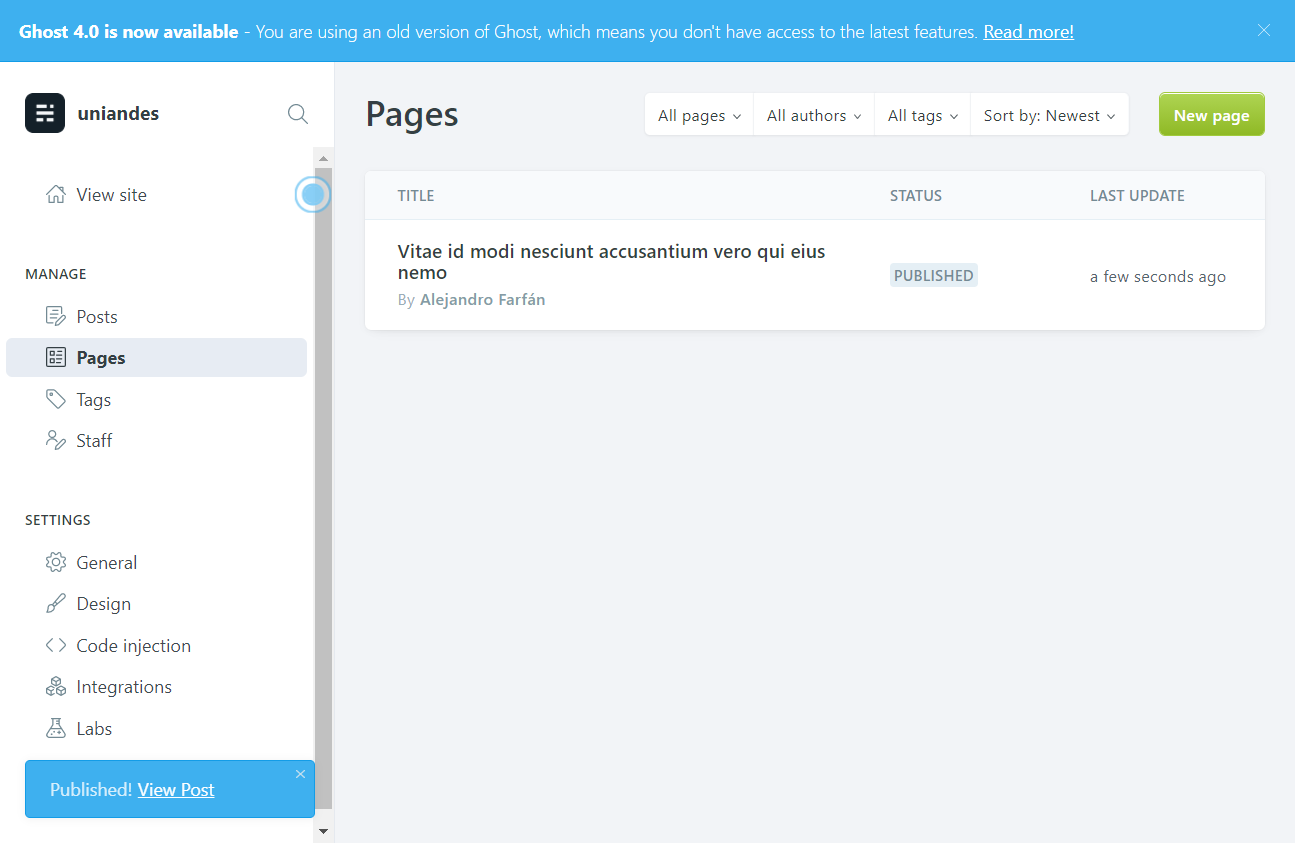 Ghost 4.0 is now available - You are using an old version of Ghost, which means you don't have access to the latest features. Read more!
uniandes
View site
MANAGE
Posts
Pages
Tags
Staff
SETTINGS
General
Design
Code injection
Integrations
Labs
Published! View Post
Pages
All pages
All authors
All tags
Sort by: Newest
New page
TITLE
STATUS
LAST UPDATE
Vitae id modi nesciunt accusantium vero qui eius
nemo
By Alejandro Farfán
PUBLISHED
a few seconds ago